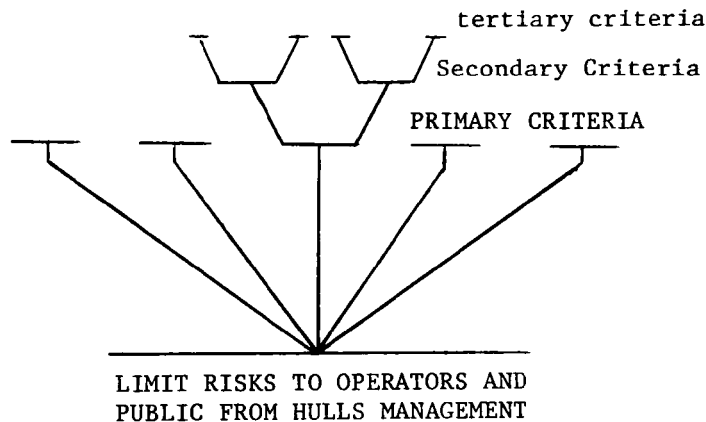 tertiary criteria
Secondary Criteria
PRIMARY CRITERIA
LIMIT RISKS TO OPERATORS AND
PUBLIC FROM HULLS MANAGEMENT